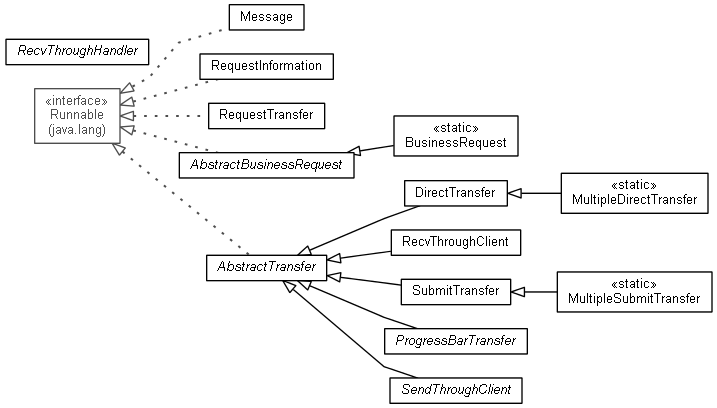 Message
RecvThroughHandler
RequestInformation
«interface»
Runnable
(java.lang)
RequestTransfer
«static»
BusinessRequest
AbstractBusinessRequest
DirectTransfer
«static»
MultipleDirectTransfer
RecvThroughClient
AbstractTransfer
SubmitTransfer
«static»
MultipleSubmitTransfer
ProgressBarTransfer
SendThroughClient